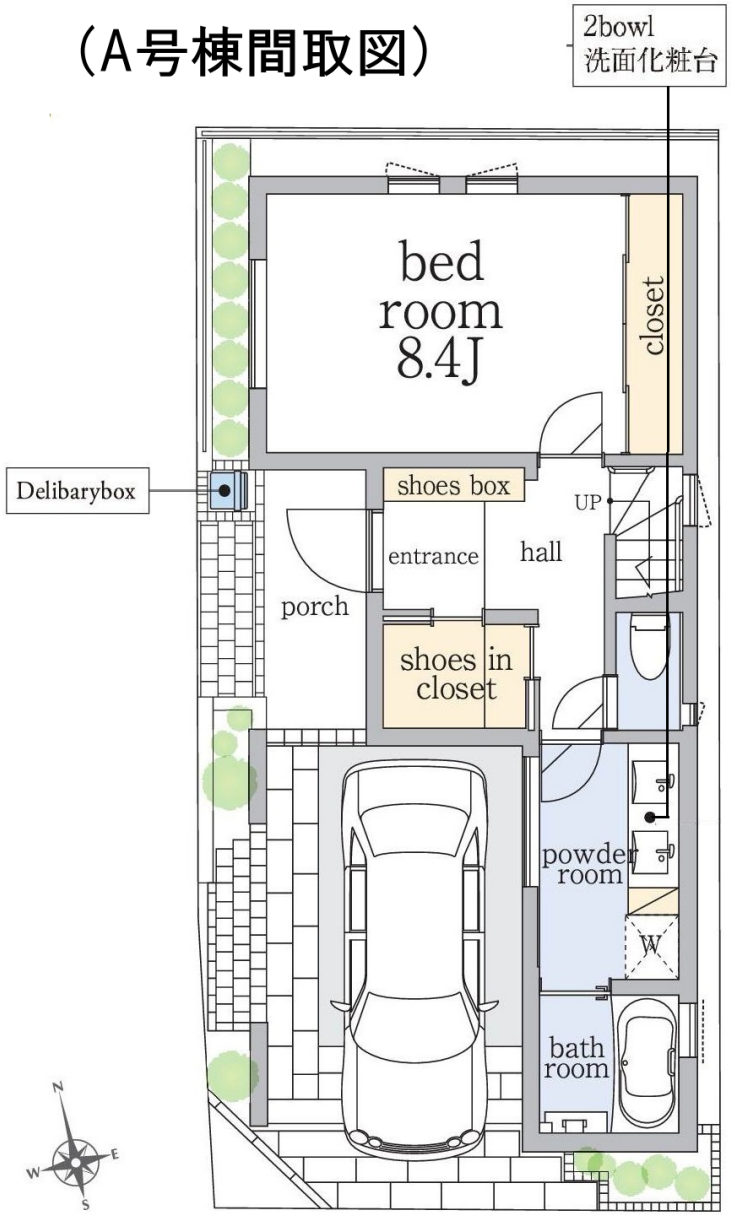 (A号棟間取図)
2bowl
洗面化粧台
bed
room
8.4J
closet
Delibarybox
shoes box
UP
entrance
hall
porch
shoes in
closet
powder
room
W
bath
room
N
W
E
S